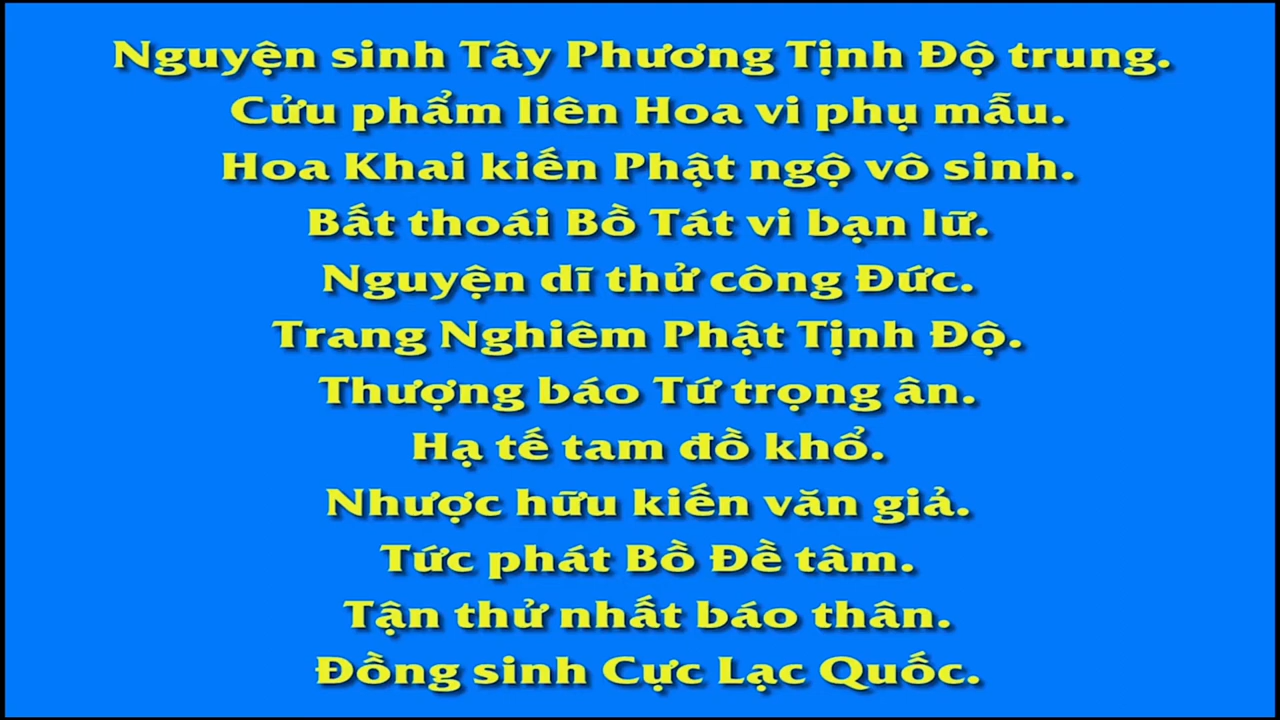 Nguyện sinh Tây Phương Tịnh Độ trung.
Cửu phẩm liên Hoa vi phụ mẫu.
Hoa Khai kiến Phật ngộ vô sinh.
Bất thoái Bồ Tát vi bạn lữ.
Nguyện dĩ thử công Đức.
Trang Nghiêm Phật Tịnh Độ.
Thượng báo Tứ trọng ân.
Hạ tế tam đồ khổ.
Nhược hữu kiến văn giả.
Tức phát Bồ Đề tâm.
Tận thử nhất báo thân.
Đồng sinh Cực Lạc Quốc.